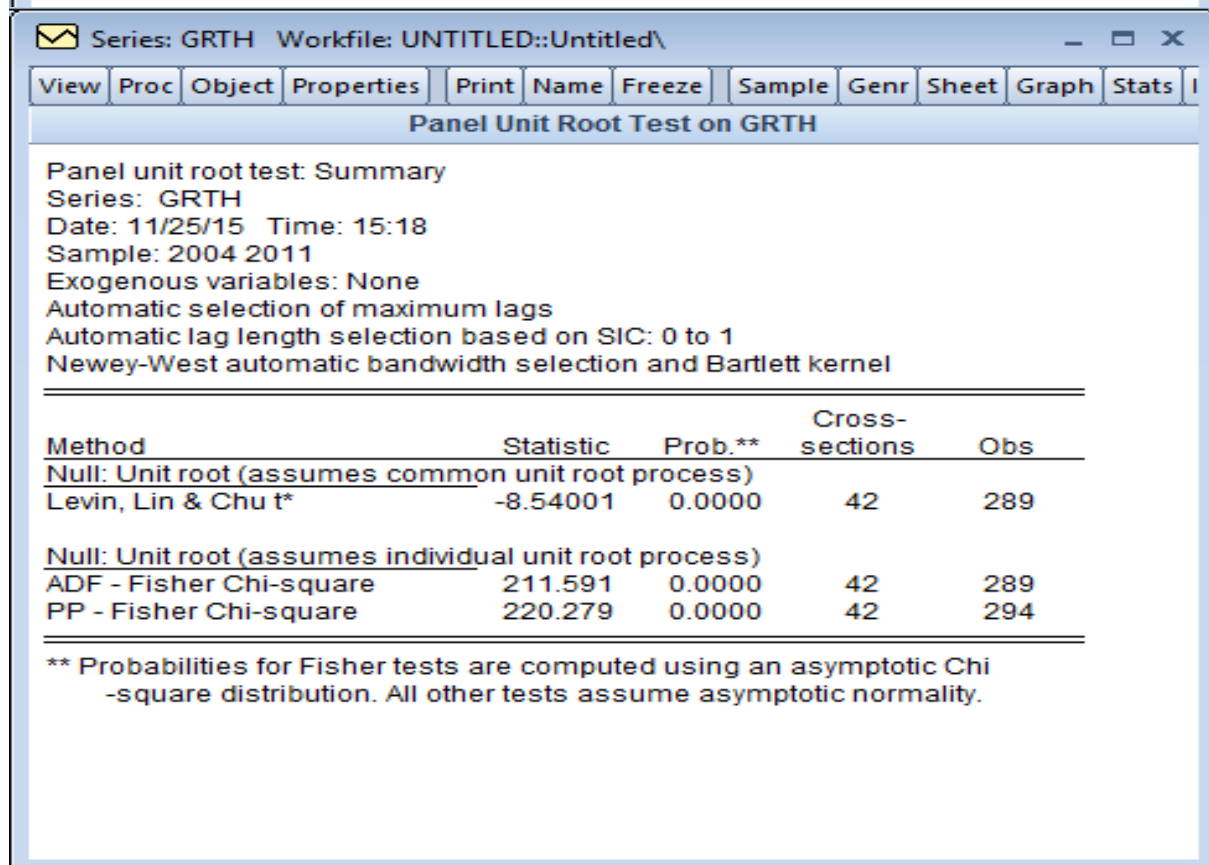 Series: GRTH Workfile: UNTITLED::Untitled\
View Proc Object Properties Print Name Freeze Sample Genr Sheet Graph Stats
Panel Unit Root Test on GRTH
Panel unit root test: Summary
Series: GRTH
Date: 11/25/15 Time: 15:18
Sample: 2004 2011
Exogenous variables: None
Automatic selection of maximum lags
Automatic lag length selection based on SIC: 0 to 1
Newey-West automatic bandwidth selection and Bartlett kernel
Cross-
Method Statistic Prob.** sections Obs
Null: Unit root (assumes common unit root process)
Levin, Lin & Chu t* -8.54001 0.0000 42 289
Null: Unit root (assumes individual unit root process)
ADF - Fisher Chi-square 211.591 0.0000 42 289
PP - Fisher Chi-square 220.279 0.0000 42 294
** Probabilities for Fisher tests are computed using an asymptotic Chi
-square distribution. All other tests assume asymptotic normality.